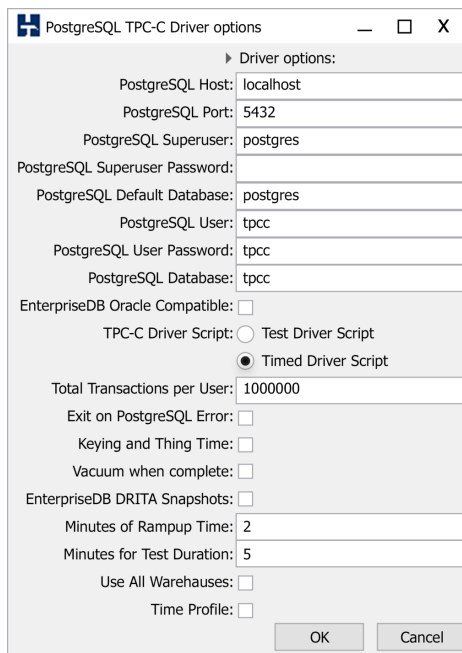 PostgreSQL TPC-C Driver options
Driver options:
PostgreSQL Host: localhost
PostgreSQL Port: 5432
PostgreSQL Superuser: postgres
PostgreSQL Superuser Password:
PostgreSQL Default Database: postgres
PostgreSQL User: tpcc
PostgreSQL User Password: tpcc
PostgreSQL Database: tpcc
EnterpriseDB Oracle Compatible:
TPC-C Driver Script: Test Driver Script
Timed Driver Script
Total Transactions per User: 1000000
Exit on PostgreSQL Error:
Keying and Thing Time:
Vacuum when complete:
EnterpriseDB DRITA Snapshots:
Minutes of Rampup Time: 2
Minutes for Test Duration: 5
Use All Warehauses:
Time Profile:
OK Cancel